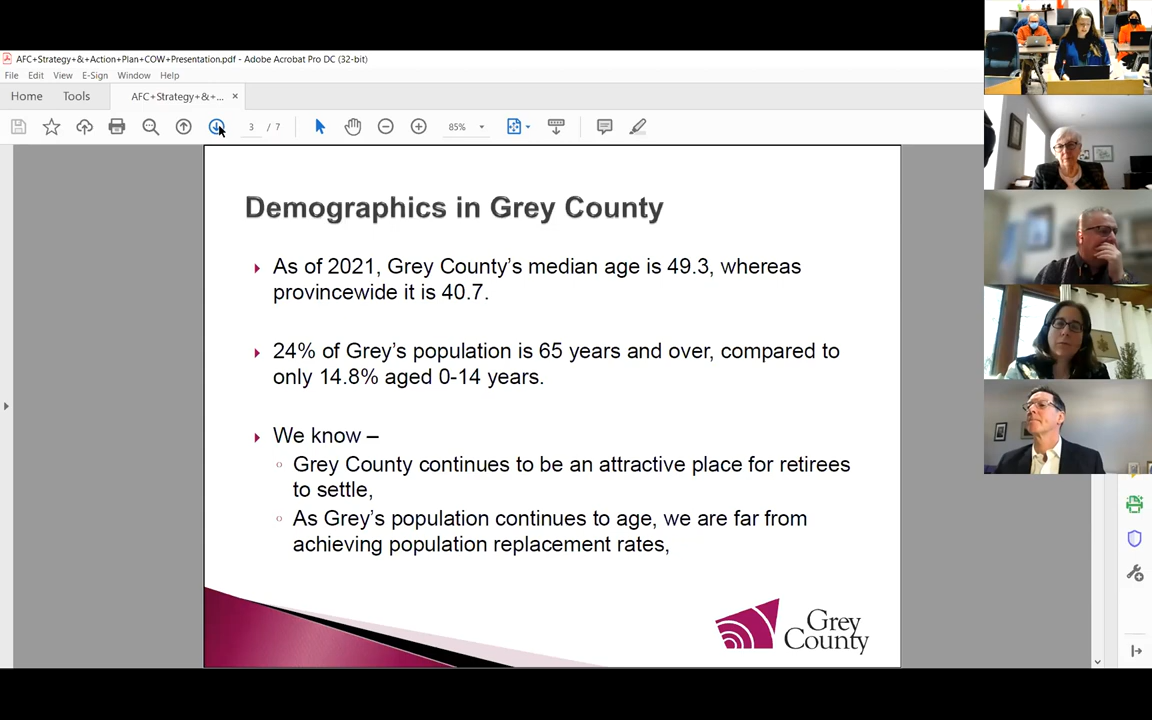 AFC+Strategy+&+Action+Plan+COW+Presentation.pdf - Adobe Acrobat Pro DC (32-bit)
File Edit View E-Sign Window Help
Home Tools AFC+Strategy+&+... ×
3 / 7 85%
Demographics in Grey County
As of 2021, Grey County's median age is 49.3, whereas
provincewide it is 40.7.
24% of Grey's population is 65 years and over, compared to
only 14.8% aged 0-14 years.
We know –
Grey County continues to be an attractive place for retirees
to settle,
As Grey's population continues to age, we are far from
achieving population replacement rates,
Grey
County